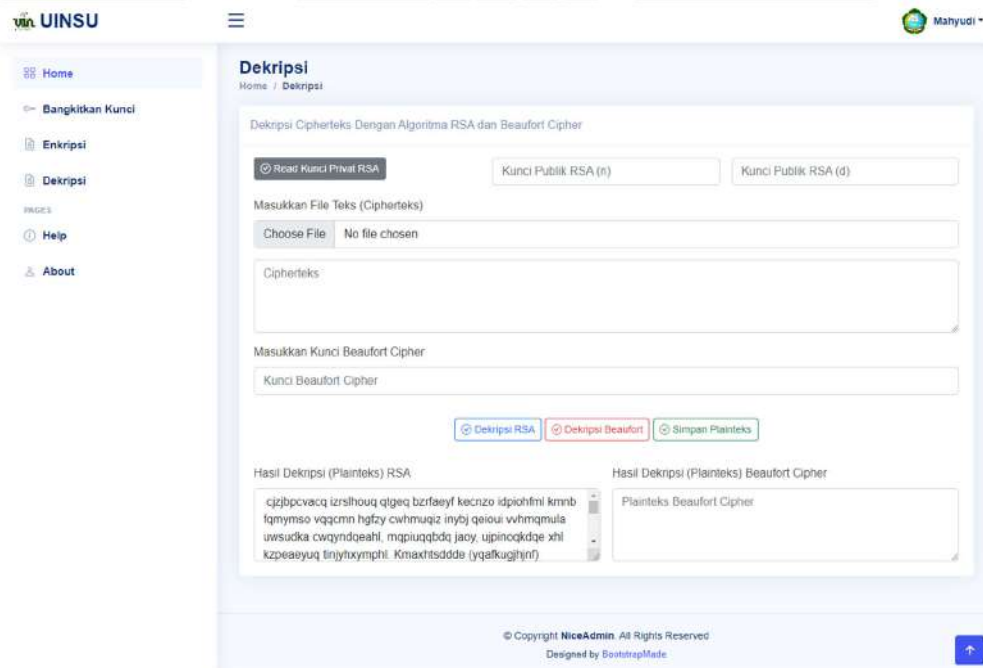 UINSU
Mahyudi
Home
Bangkitkan Kunci
Enkripsi
Dekripsi
PAGES
Help
About
Dekripsi
Home / Dekripsi
Dekripsi Cipherteks Dengan Algoritma RSA dan Beaufort Cipher
Read Kunci Privat RSA
Kunci Publik RSA (n)
Kunci Publik RSA (d)
Masukkan File Teks (Cipherteks)
Choose File No file chosen
Cipherteks
Masukkan Kunci Beaufort Cipher
Kunci Beaufort Cipher
Dekripsi RSA Dekripsi Beaufort Simpan Plainteks
Hasil Dekripsi (Plainteks) RSA
cjzjbpcvacq izrslhouq qtgeq bzrfaeyf kecnzo idpiohfml kmnb
fqmymso vqqcmn hgfzy cwhmuqiz inybj qeioui vvhmqmula
uwsudka cwqyndqeahl, mqpiuqqbdq jaoy, ujpinoqkdqe xhl
kzpeaeyuq tinjyhxymphl. Kmaxhtsddde (yqafkugjhjnf)
Hasil Dekripsi (Plainteks) Beaufort Cipher
Plainteks Beaufort Cipher
© Copyright NiceAdmin. All Rights Reserved
Designed by BootstrapMade